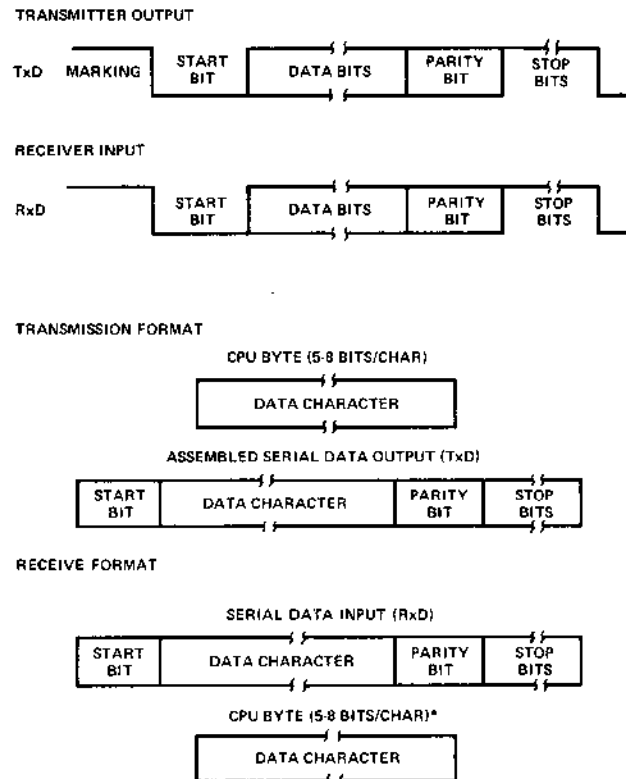 TRANSMITTER OUTPUT
TxD MARKING START BIT DATA BITS PARITY BIT STOP BITS
RECEIVER INPUT
RxD START BIT DATA BITS PARITY BIT STOP BITS
TRANSMISSION FORMAT
CPU BYTE (5-8 BITS/CHAR)
DATA CHARACTER
ASSEMBLED SERIAL DATA OUTPUT (TxD)
START BIT DATA CHARACTER PARITY BIT STOP BITS
RECEIVE FORMAT
SERIAL DATA INPUT (RxD)
START BIT DATA CHARACTER PARITY BIT STOP BITS
CPU BYTE (5-8 BITS/CHAR)*
DATA CHARACTER